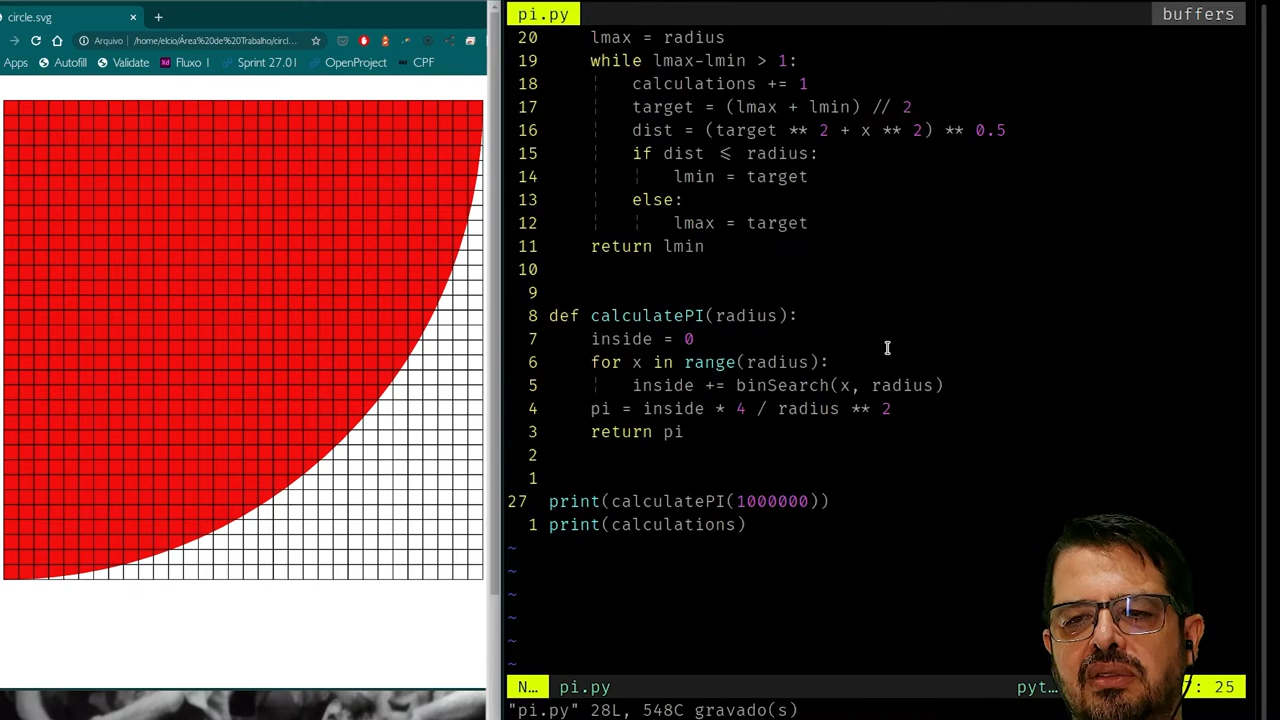 circle.svg
Arquivo /home/elcio/Área%20de%20Trabalho/circl...
Apps Autofill Validate Fluxo Sprint 27.01 OpenProject CPF
pi.py buffers
20 lmax = radius
19 while lmax-lmin > 1:
18 calculations += 1
17 target = (lmax + lmin) // 2
16 dist = (target ** 2 + x ** 2) ** 0.5
15 if dist ⩽ radius:
14 lmin = target
13 else:
12 lmax = target
11 return lmin
10
9
8 def calculatePI(radius):
7 inside = 0
6 for x in range(radius):
5 inside += binSearch(x, radius)
4 pi = inside * 4 / radius ** 2
3 return pi
2
1
27 print(calculatePI(1000000))
1 print(calculations)
~
~
~
~
~
~
N… pi.py pyt… 25
"pi.py" 28L, 548C gravado(s)